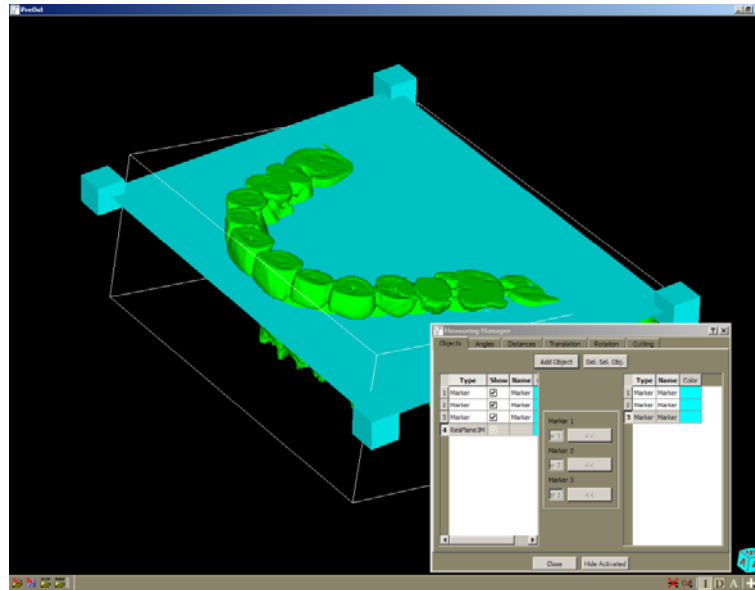 PreOnl
Measuring Manager
Objects Angles Distances Translation Rotation Cutting
Add Object Del. Sel. Obj.
Type Show Name
1 Marker Marker
2 Marker Marker
3 Marker Marker
4 ResPlane3M
Marker 1
<<
Marker 2
<<
Marker 3
<<
Type Name Color
1 Marker Marker
2 Marker Marker
3 Marker Marker
Close Hide Activated
I D A